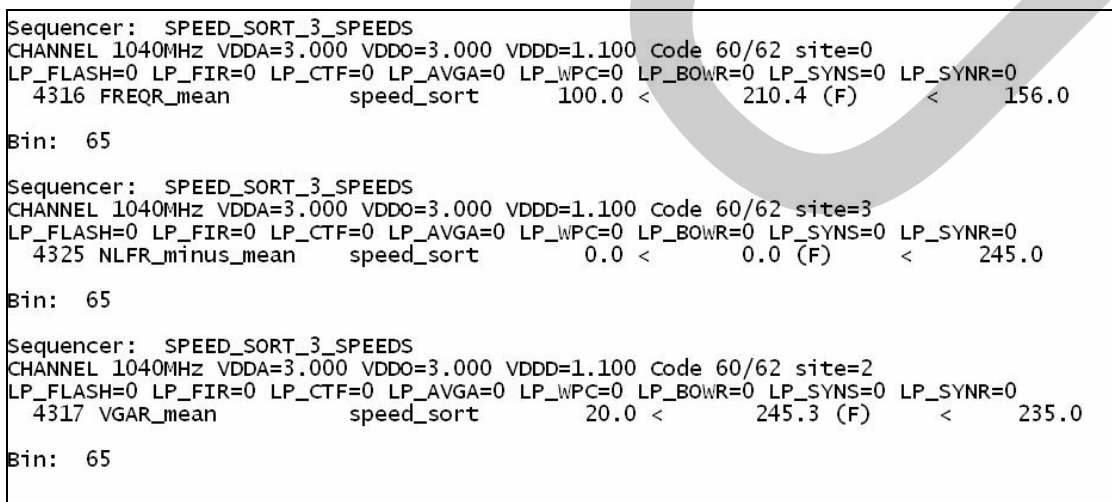 Sequencer:  SPEED_SORT_3_SPEEDS
CHANNEL 1040MHz VDDA=3.000 VDDO=3.000 VDDD=1.100 Code 60/62 site=0
LP_FLASH=0 LP_FIR=0 LP_CTF=0 LP_AVGA=0 LP_WPC=0 LP_BOWR=0 LP_SYNS=0 LP_SYNR=0
4316 FREQR_mean speed_sort 100.0 < 210.4 (F) < 156.0
Bin:  65
Sequencer:  SPEED_SORT_3_SPEEDS
CHANNEL 1040MHz VDDA=3.000 VDDO=3.000 VDDD=1.100 Code 60/62 site=3
LP_FLASH=0 LP_FIR=0 LP_CTF=0 LP_AVGA=0 LP_WPC=0 LP_BOWR=0 LP_SYNS=0 LP_SYNR=0
4325 NLFR_minus_mean speed_sort 0.0 < 0.0 (F) < 245.0
Bin:  65
Sequencer:  SPEED_SORT_3_SPEEDS
CHANNEL 1040MHz VDDA=3.000 VDDO=3.000 VDDD=1.100 Code 60/62 site=2
LP_FLASH=0 LP_FIR=0 LP_CTF=0 LP_AVGA=0 LP_WPC=0 LP_BOWR=0 LP_SYNS=0 LP_SYNR=0
4317 VGAR_mean speed_sort 20.0 < 245.3 (F) < 235.0
Bin:  65